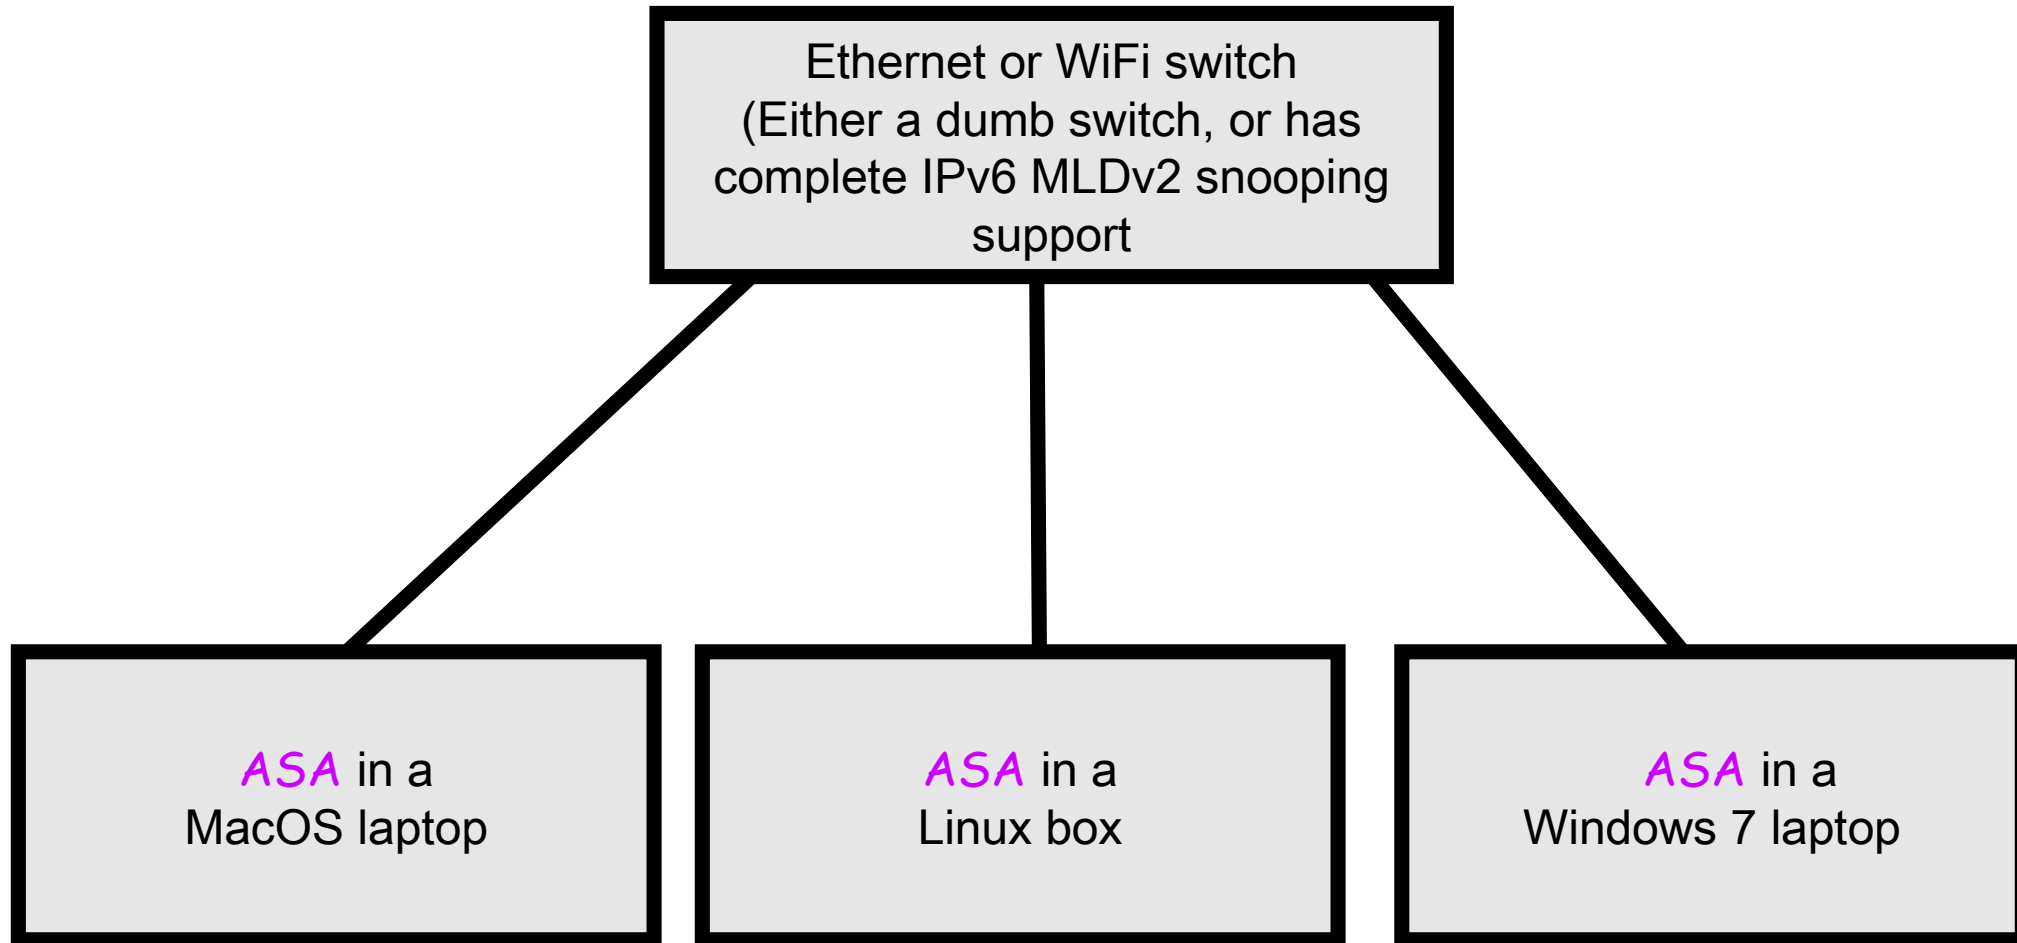 Ethernet or WiFi switch
(Either a dumb switch, or has
complete IPv6 MLDv2 snooping
support
ASA in a
MacOS laptop
ASA in a
Linux box
ASA in a
Windows 7 laptop